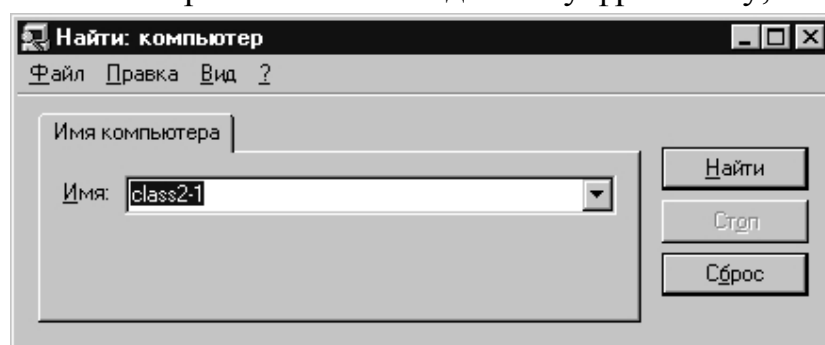 Найти: компьютер
Файл Правка Вид ?
Имя компьютера
Имя: class2-1
Найти
Стоп
Сброс